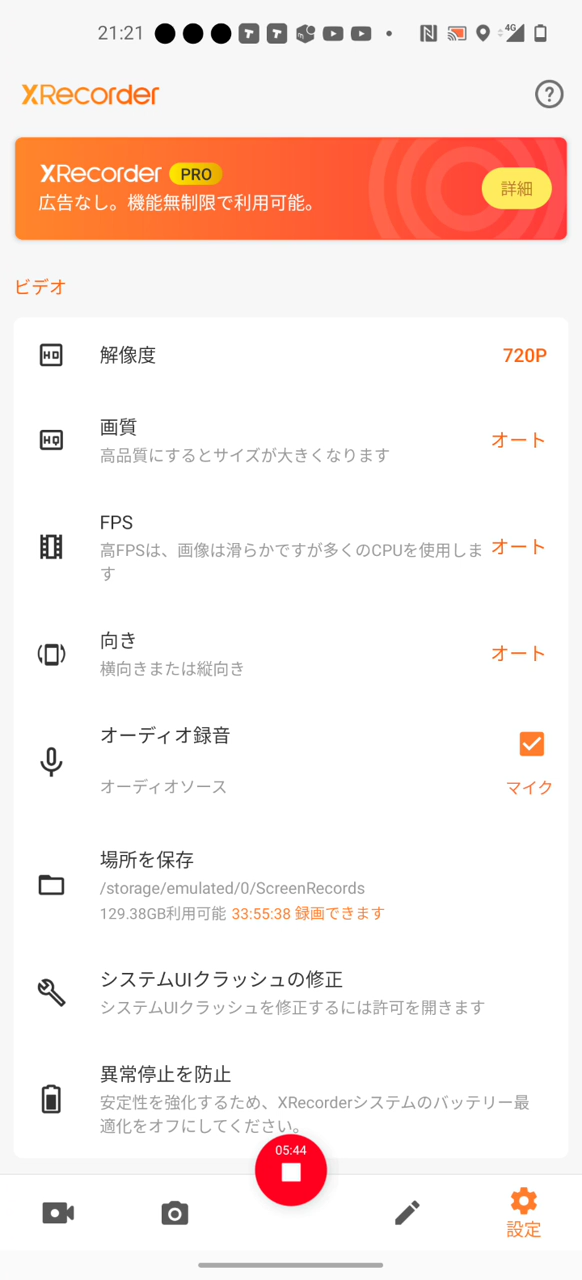 21:21
4G
XRecorder
XRecorder PRO
広告なし。機能無制限で利用可能。
詳細
ビデオ
解像度
720P
画質
高品質にするとサイズが大きくなります
オート
FPS
高FPSは、画像は滑らかですが多くのCPUを使用しま
す
オート
向き
横向きまたは縦向き
オート
オーディオ録音
オーディオソース
マイク
場所を保存
/storage/emulated/0/ScreenRecords
129.38GB利用可能 33:55:38 録画できます
システムUIクラッシュの修正
システムUIクラッシュを修正するには許可を開きます
異常停止を防止
安定性を強化するため、XRecorderシステムのバッテリー最
適化をオフにしてください。
05:44
設定